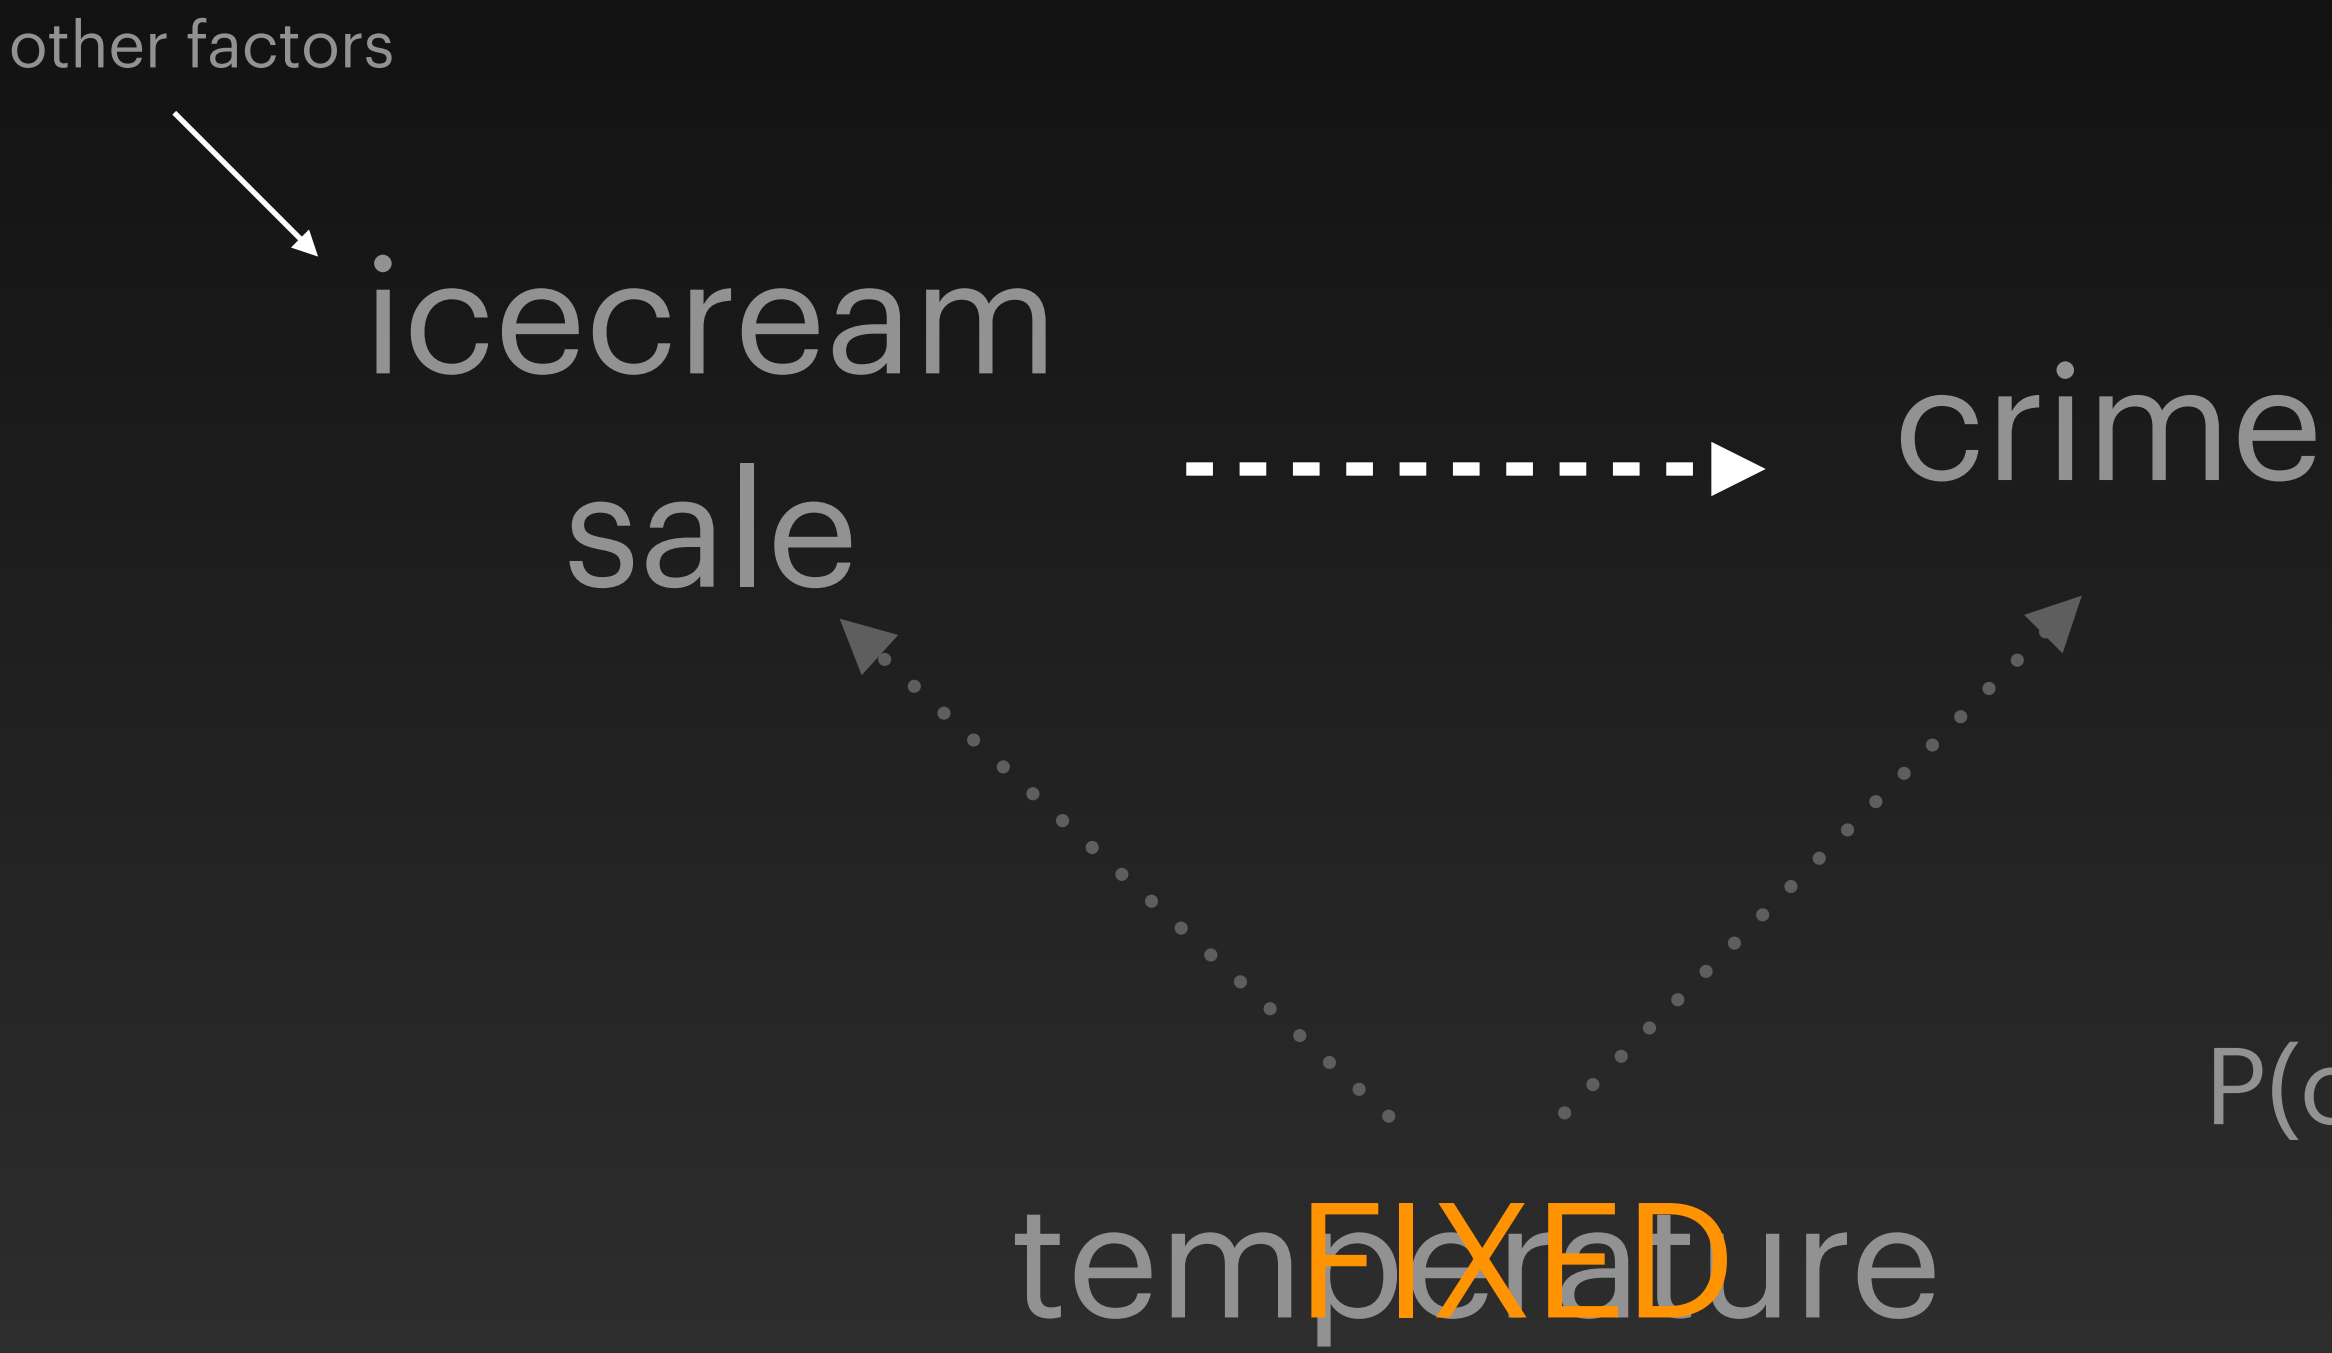 other factors
icecream
sale
crime
P(
temperature
FIXED